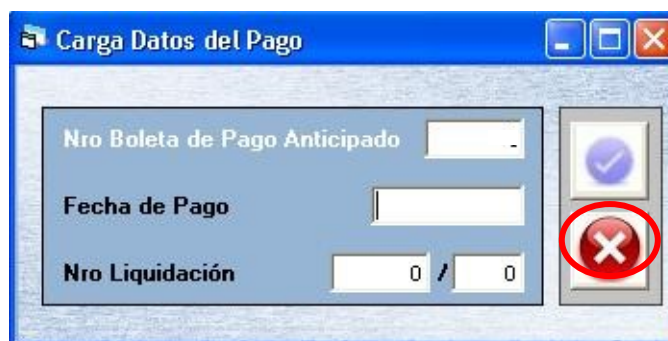 Carga Datos del Pago
Nro Boleta de Pago Anticipado -
Fecha de Pago
Nro Liquidación 0 / 0